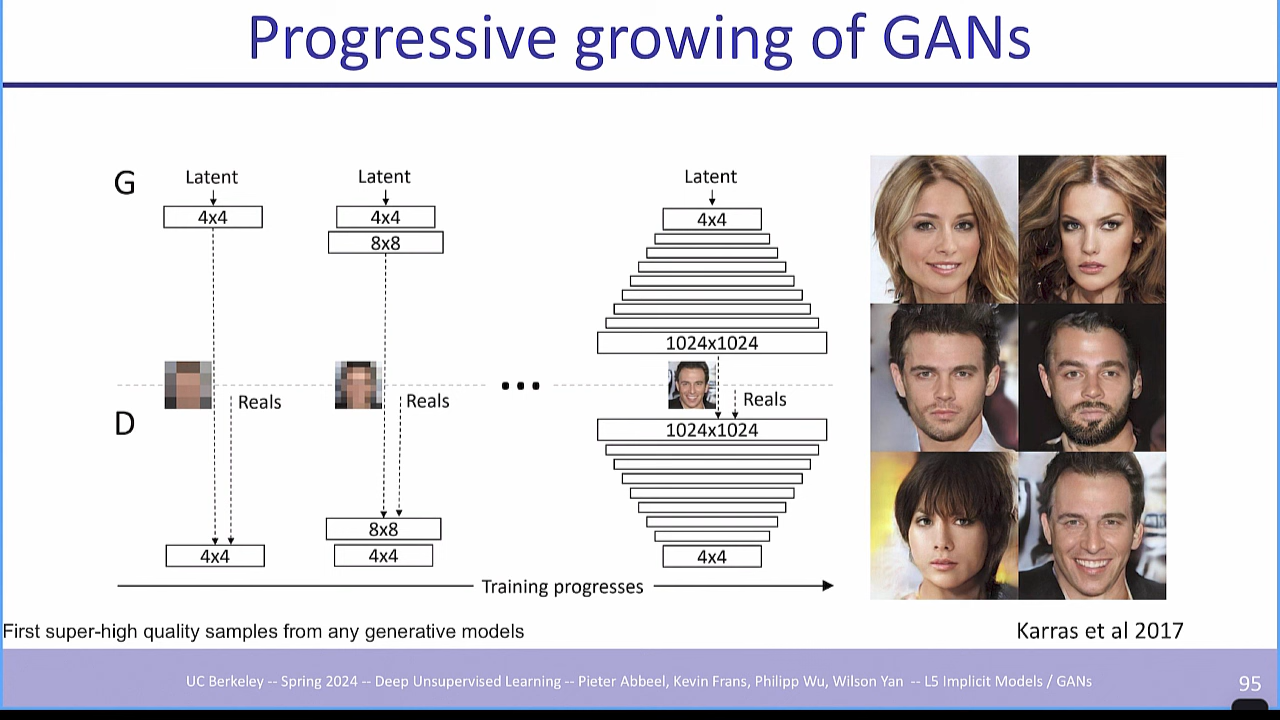 Progressive growing of GANs
G
Latent
Latent
Latent
4x4
4x4
4x4
8x8
1024x1024
Reals
Reals
Reals
D
1024x1024
8x8
4x4
4x4
4x4
Training progresses
First super-high quality samples from any generative models
Karras et al 2017
UC Berkeley -- Spring 2024 -- Deep Unsupervised Learning -- Pieter Abbeel, Kevin Frans, Philipp Wu, Wilson Yan -- L5 Implicit Models / GANs
95